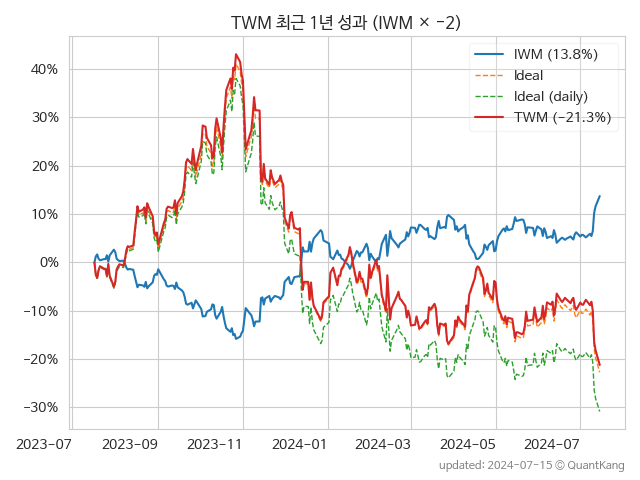 TWM 최근 1년 성과 (IWM × −2)
IWM (13.8%)
Ideal
Ideal (daily)
TWM (−21.3%)
40%
30%
20%
10%
0%
−10%
−20%
−30%
2023-07
2023-09
2023-11
2024-01
2024-03
2024-05
2024-07
updated: 2024-07-15 ⓒ QuantKang